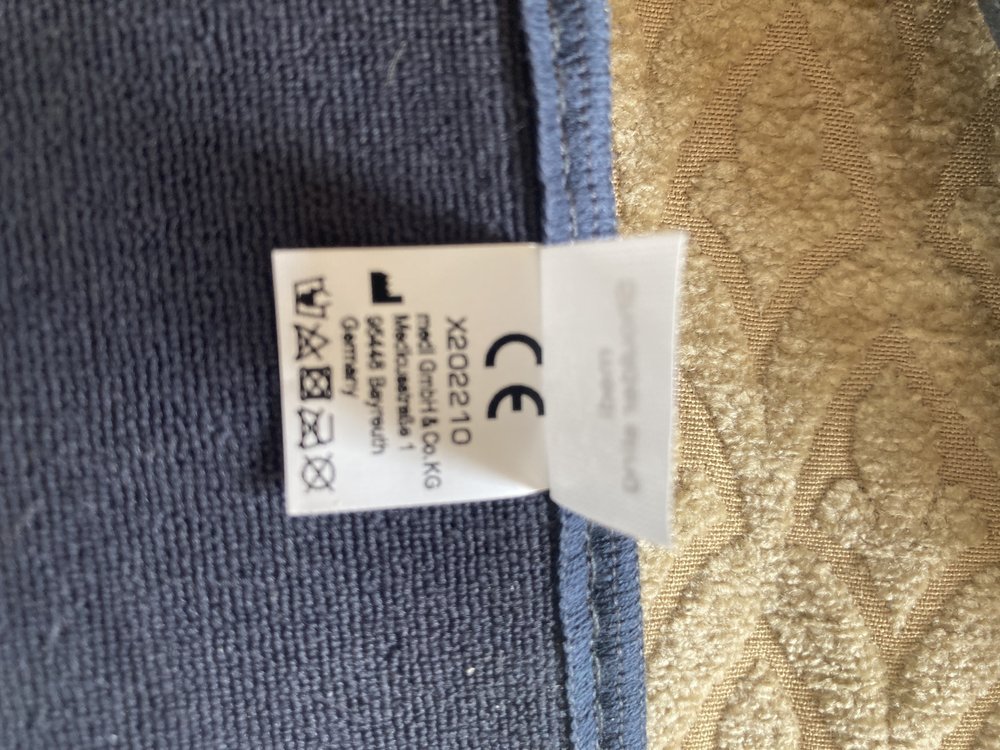 CE
X202210
medi GmbH & Co. KG
Medicusstraße 1
95448 Bayreuth
Germany